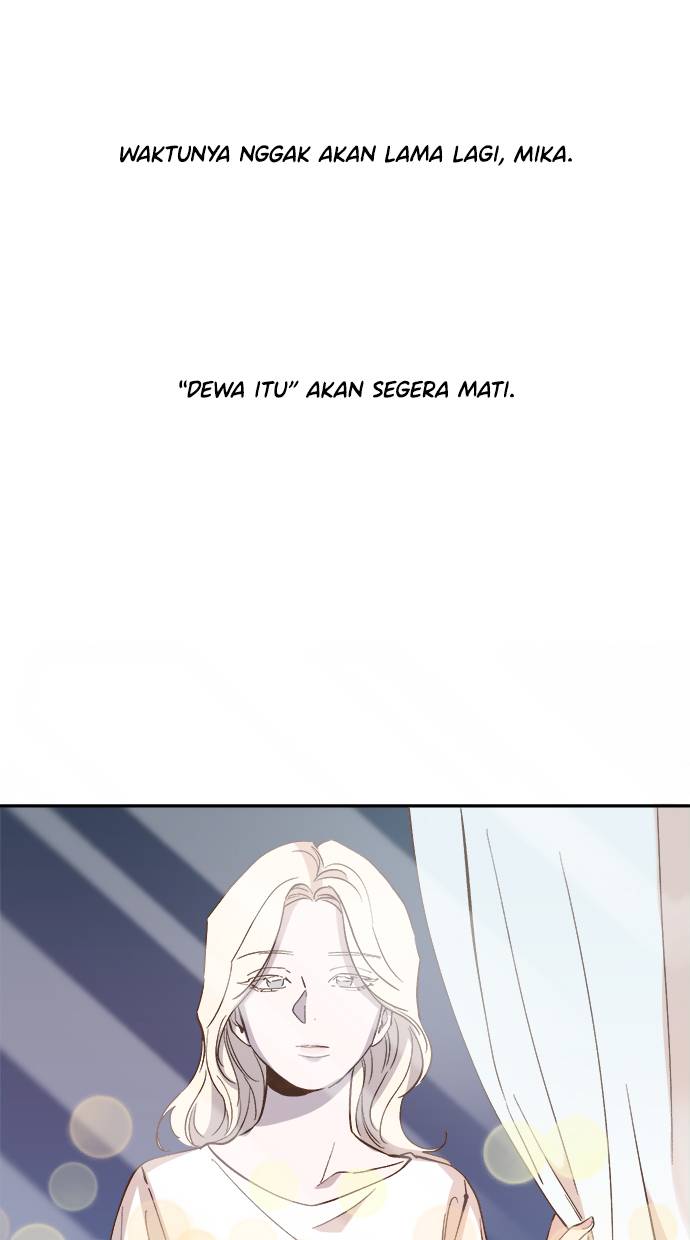 WAKTUNYA NGGAK AKAN LAMA LAGI, MIKA.
“DEWA ITU” AKAN SEGERA MATI.